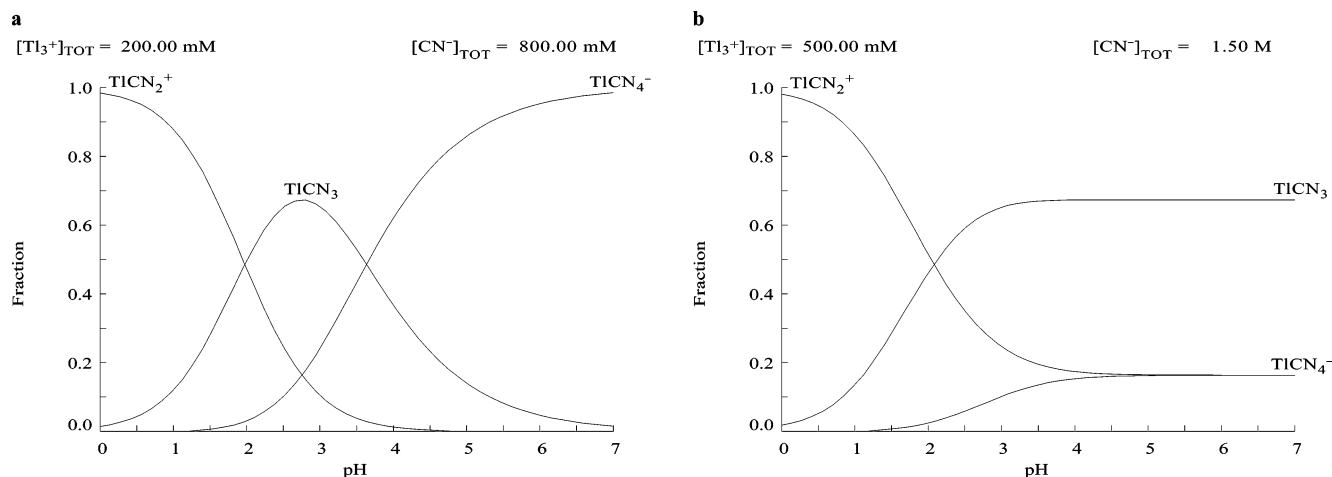 a
[Tl₃⁺]TOT = 200.00 mM [CN⁻]TOT = 800.00 mM
TlCN₂⁺
TlCN₄⁻
TlCN₃
1.0
0.8
0.6
0.4
0.2
0.0
Fraction
0 1 2 3 4 5 6 7
pH
b
[Tl₃⁺]TOT = 500.00 mM [CN⁻]TOT = 1.50 M
TlCN₂⁺
TlCN₃
TlCN₄⁻
1.0
0.8
0.6
0.4
0.2
0.0
Fraction
0 1 2 3 4 5 6 7
pH